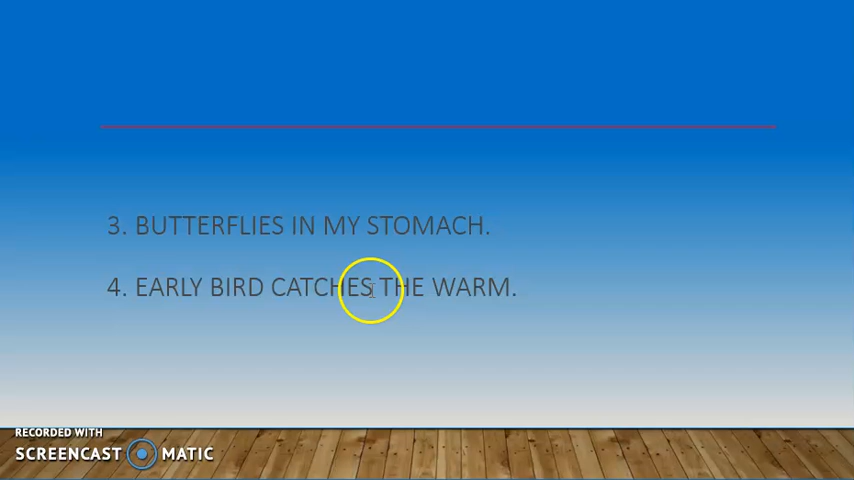 3. BUTTERFLIES IN MY STOMACH.
4. EARLY BIRD CATCHES THE WARM.
RECORDED WITH
SCREENCAST MATIC